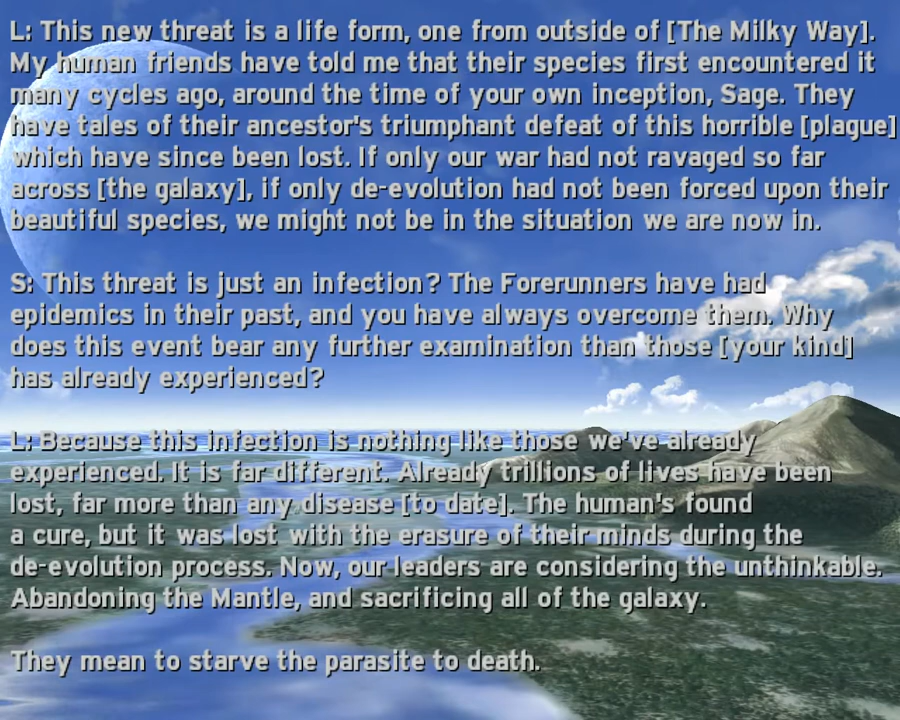 L: This new threat is a life form, one from outside of [The Milky Way].
My human friends have told me that their species first encountered it
many cycles ago, around the time of your own inception, Sage. They
have tales of their ancestor's triumphant defeat of this horrible [plague]
which have since been lost. If only our war had not ravaged so far
across [the galaxy], if only de-evolution had not been forced upon their
beautiful species, we might not be in the situation we are now in.
S: This threat is just an infection? The Forerunners have had
epidemics in their past, and you have always overcome them. Why
does this event bear any further examination than those [your kind]
has already experienced?
L: Because this infection is nothing like those we've already
experienced. It is far different. Already trillions of lives have been
lost, far more than any disease [to date]. The human's found
a cure, but it was lost with the erasure of their minds during the
de-evolution process. Now, our leaders are considering the unthinkable.
Abandoning the Mantle, and sacrificing all of the galaxy.
They mean to starve the parasite to death.